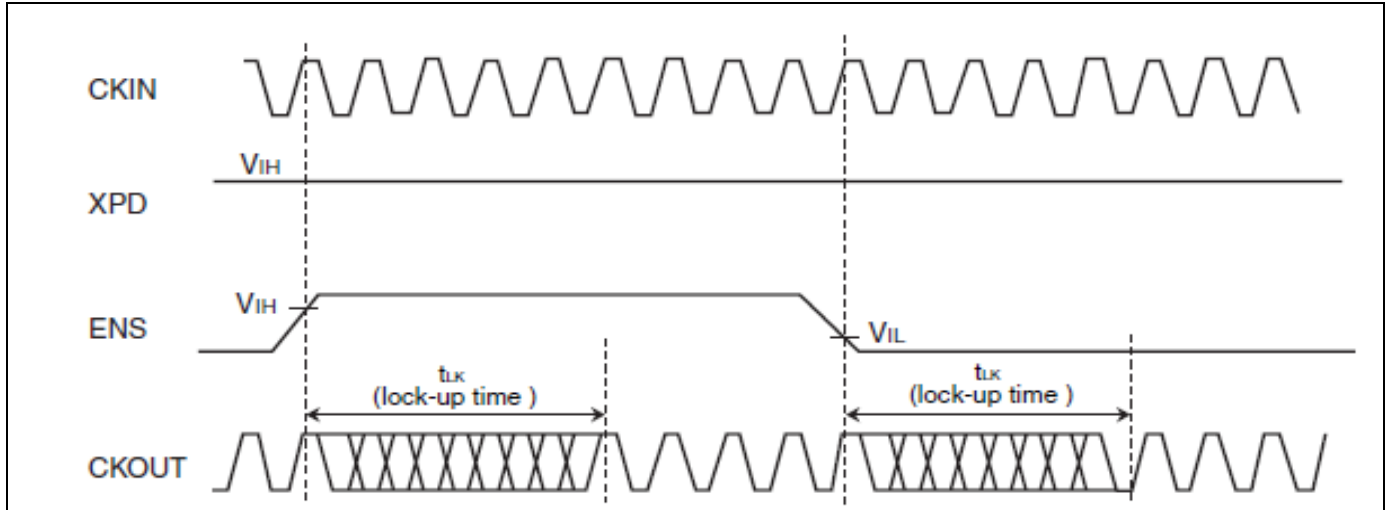 CKIN
VIH
XPD
VIH
ENS
VIL
tLK
(lock-up time )
tLK
(lock-up time )
CKOUT